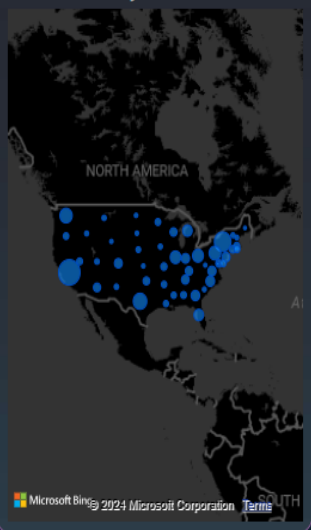 NORTH AMERICA
A
Microsoft Bing
© 2024 Microsoft Corporation Terms
SOUTH